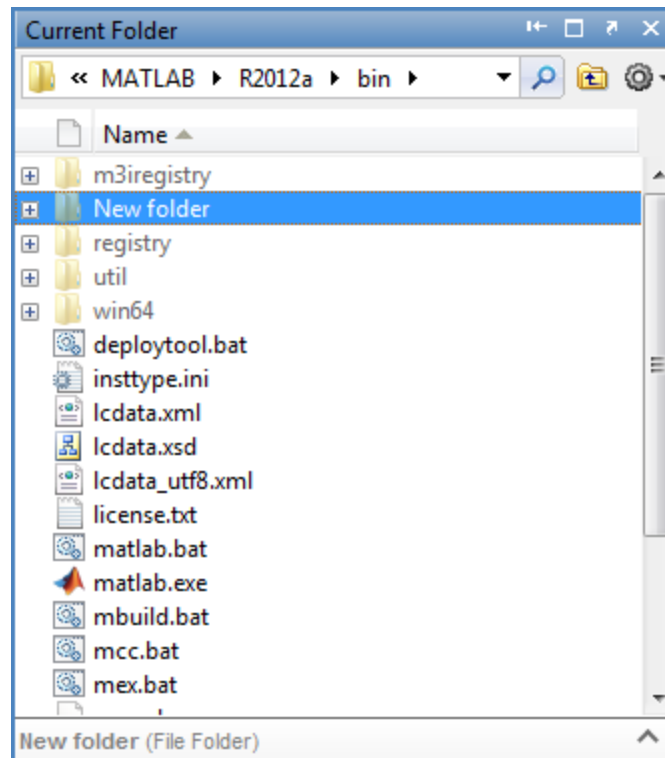 Current Folder
« MATLAB ▸ R2012a ▸ bin ▸
Name
m3iregistry
New folder
registry
util
win64
deploytool.bat
insttype.ini
lcdata.xml
lcdata.xsd
lcdata_utf8.xml
license.txt
matlab.bat
matlab.exe
mbuild.bat
mcc.bat
mex.bat
New folder (File Folder)